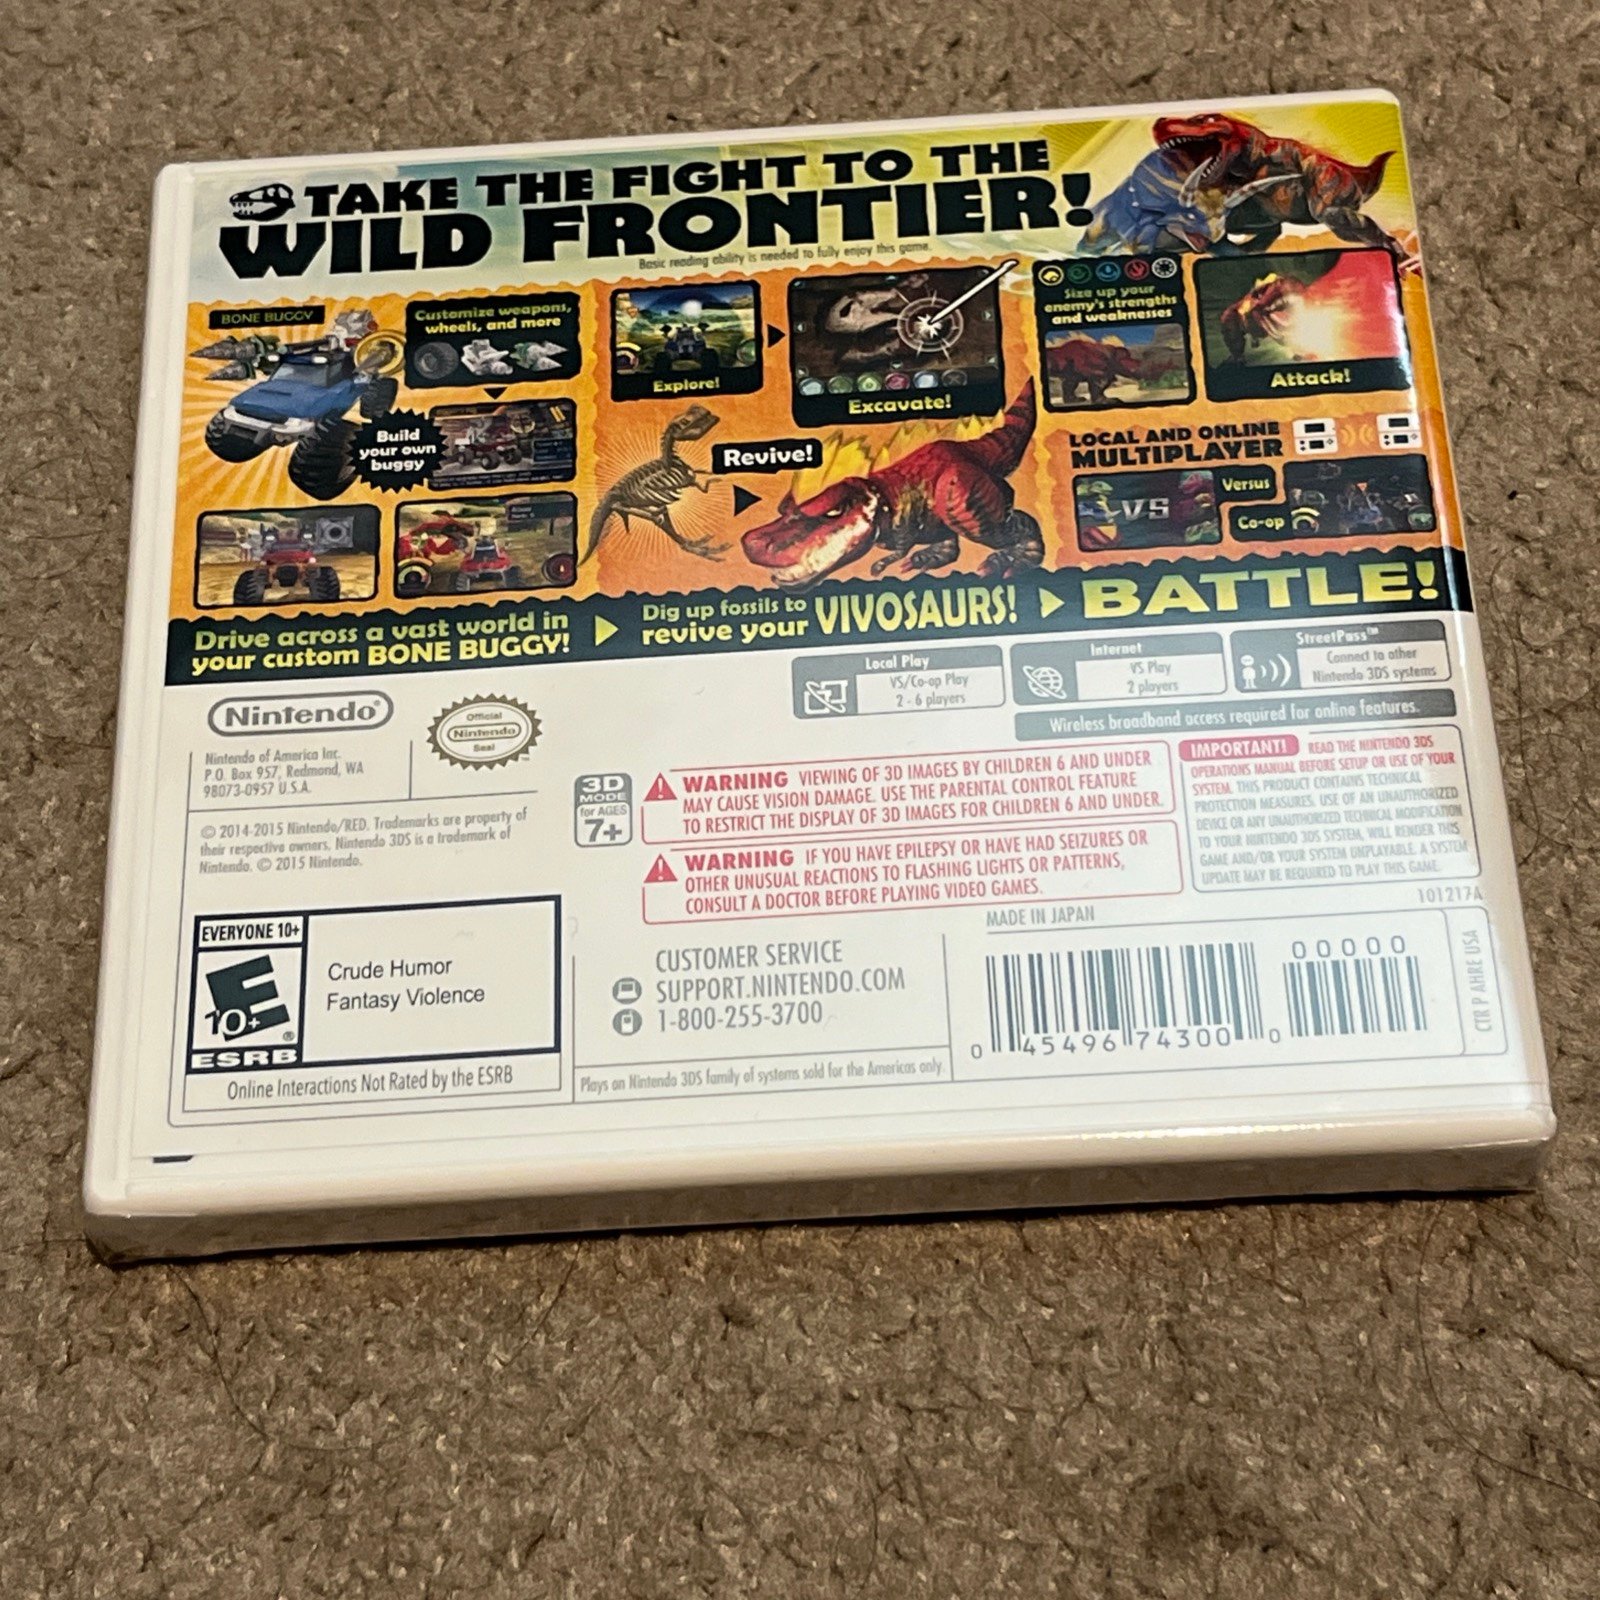 TAKE THE FIGHT TO THE
WILD FRONTIER!
Basic reading ability is needed to fully enjoy this game.
BONE BUGGY
Customize weapons,
wheels, and more
Build
your own
buggy
Explore!
Excavate!
Revive!
Size up your
enemy's strengths
and weaknesses
Attack!
LOCAL AND ONLINE
MULTIPLAYER
VS
Versus
Co-op
Drive across a vast world in
your custom BONE BUGGY!
Dig up fossils to
revive your VIVOSAURS!
BATTLE!
Local Play
VS/Co-op Play
2 - 6 players
Internet
VS Play
2 players
StreetPass™
Connect to other
Nintendo 3DS systems
Wireless broadband access required for online features.
Nintendo®
Official
Nintendo
Seal
Nintendo of America Inc.
P.O. Box 957, Redmond, WA
98073-0957 U.S.A.
© 2014-2015 Nintendo/RED. Trademarks are property of
their respective owners. Nintendo 3DS is a trademark of
Nintendo. © 2015 Nintendo.
3D
MODE
for AGES
7+
WARNING VIEWING OF 3D IMAGES BY CHILDREN 6 AND UNDER
MAY CAUSE VISION DAMAGE. USE THE PARENTAL CONTROL FEATURE
TO RESTRICT THE DISPLAY OF 3D IMAGES FOR CHILDREN 6 AND UNDER.
WARNING IF YOU HAVE EPILEPSY OR HAVE HAD SEIZURES OR
OTHER UNUSUAL REACTIONS TO FLASHING LIGHTS OR PATTERNS,
CONSULT A DOCTOR BEFORE PLAYING VIDEO GAMES.
IMPORTANT! READ THE NINTENDO 3DS
OPERATIONS MANUAL BEFORE SETUP OR USE OF YOUR
SYSTEM. THIS PRODUCT CONTAINS TECHNICAL
PROTECTION MEASURES. USE OF AN UNAUTHORIZED
DEVICE OR ANY UNAUTHORIZED TECHNICAL MODIFICATION
TO YOUR NINTENDO 3DS SYSTEM, WILL RENDER THIS
GAME AND/OR YOUR SYSTEM UNPLAYABLE. A SYSTEM
UPDATE MAY BE REQUIRED TO PLAY THIS GAME.
101217A
EVERYONE 10+
E
10+
®
ESRB
Crude Humor
Fantasy Violence
Online Interactions Not Rated by the ESRB
CUSTOMER SERVICE
SUPPORT.NINTENDO.COM
1-800-255-3700
Plays on Nintendo 3DS family of systems sold for the Americas only.
MADE IN JAPAN
00000
0 45496 74300 0
CTR P AHRE USA